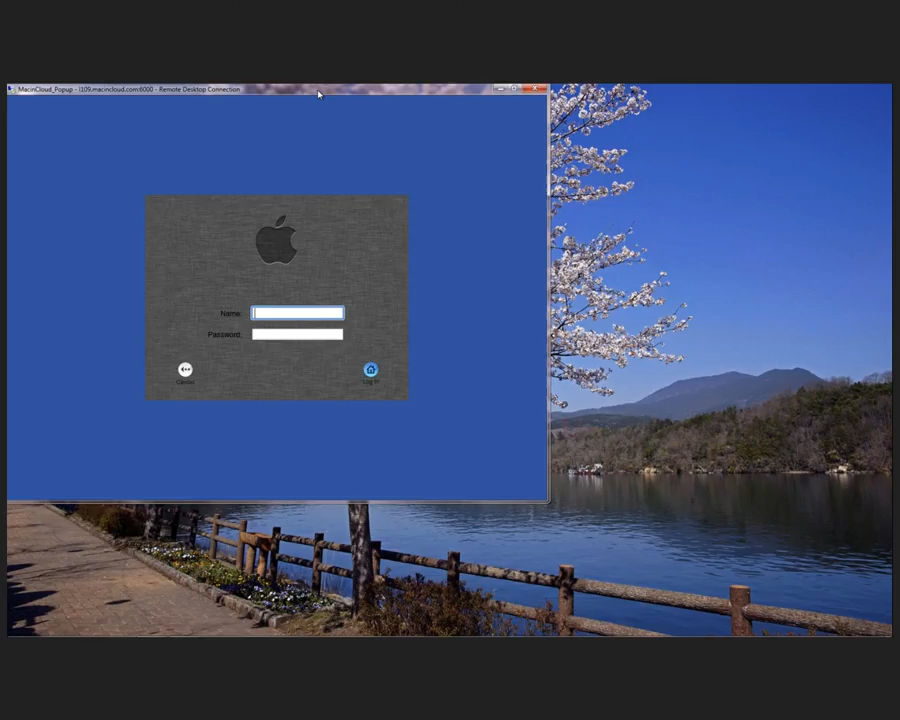 MacinCloud_Popup - l109.macincloud.com:6000 - Remote Desktop Connection
Name:
Password:
Cancel
Log In